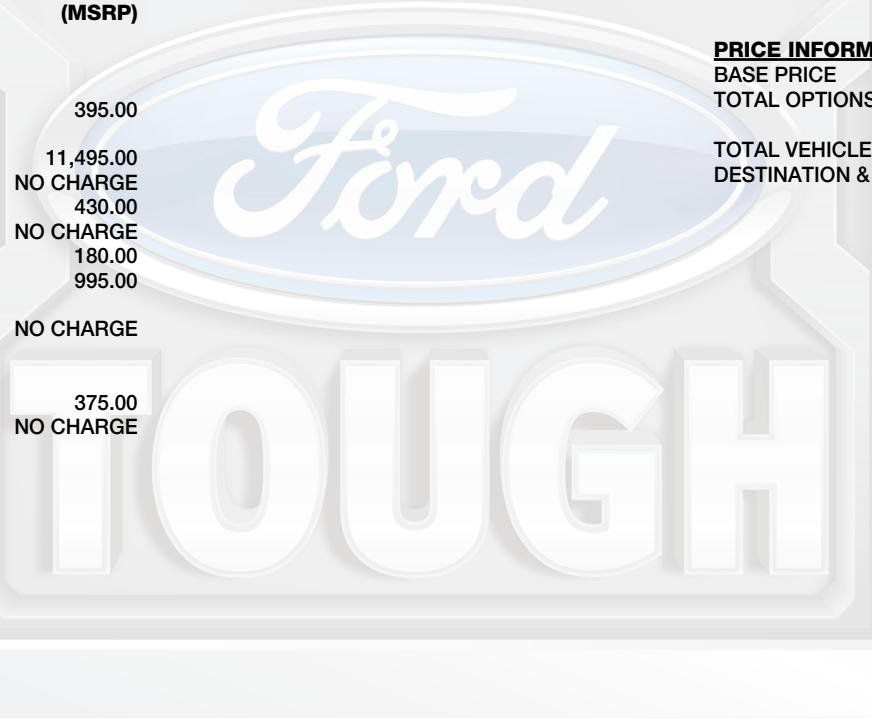 (MSRP)
395.00
11,495.00
NO CHARGE
430.00
NO CHARGE
180.00
995.00
NO CHARGE
375.00
NO CHARGE
PRICE INFORM
BASE PRICE
TOTAL OPTIONS
TOTAL VEHICLE
DESTINATION &
Ford
TOUGH